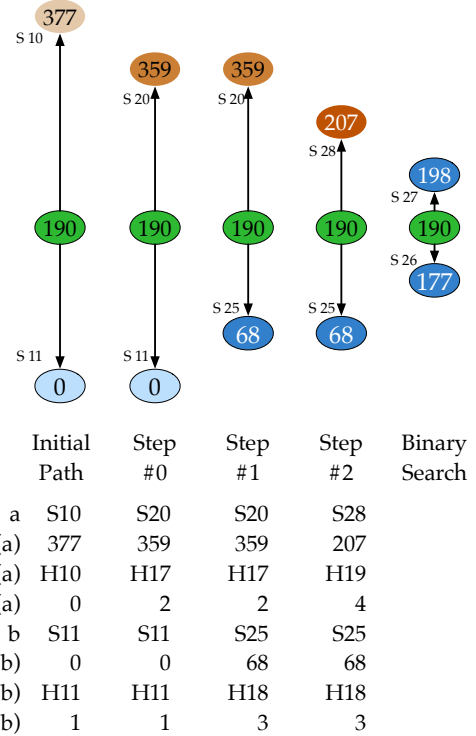 377
S 10
359 359
S 20 S 20
207
S 28
198
S 27
190 190 190 190 190
S 26
177
S 25 S 25
68 68
S 11 S 11
0 0
Initial Step Step Step Binary
Path #0 #1 #2 Search
a S10 S20 S20 S28
(a) 377 359 359 207
(a) H10 H17 H17 H19
(a) 0 2 2 4
b S11 S11 S25 S25
b) 0 0 68 68
b) H11 H11 H18 H18
b) 1 1 3 3